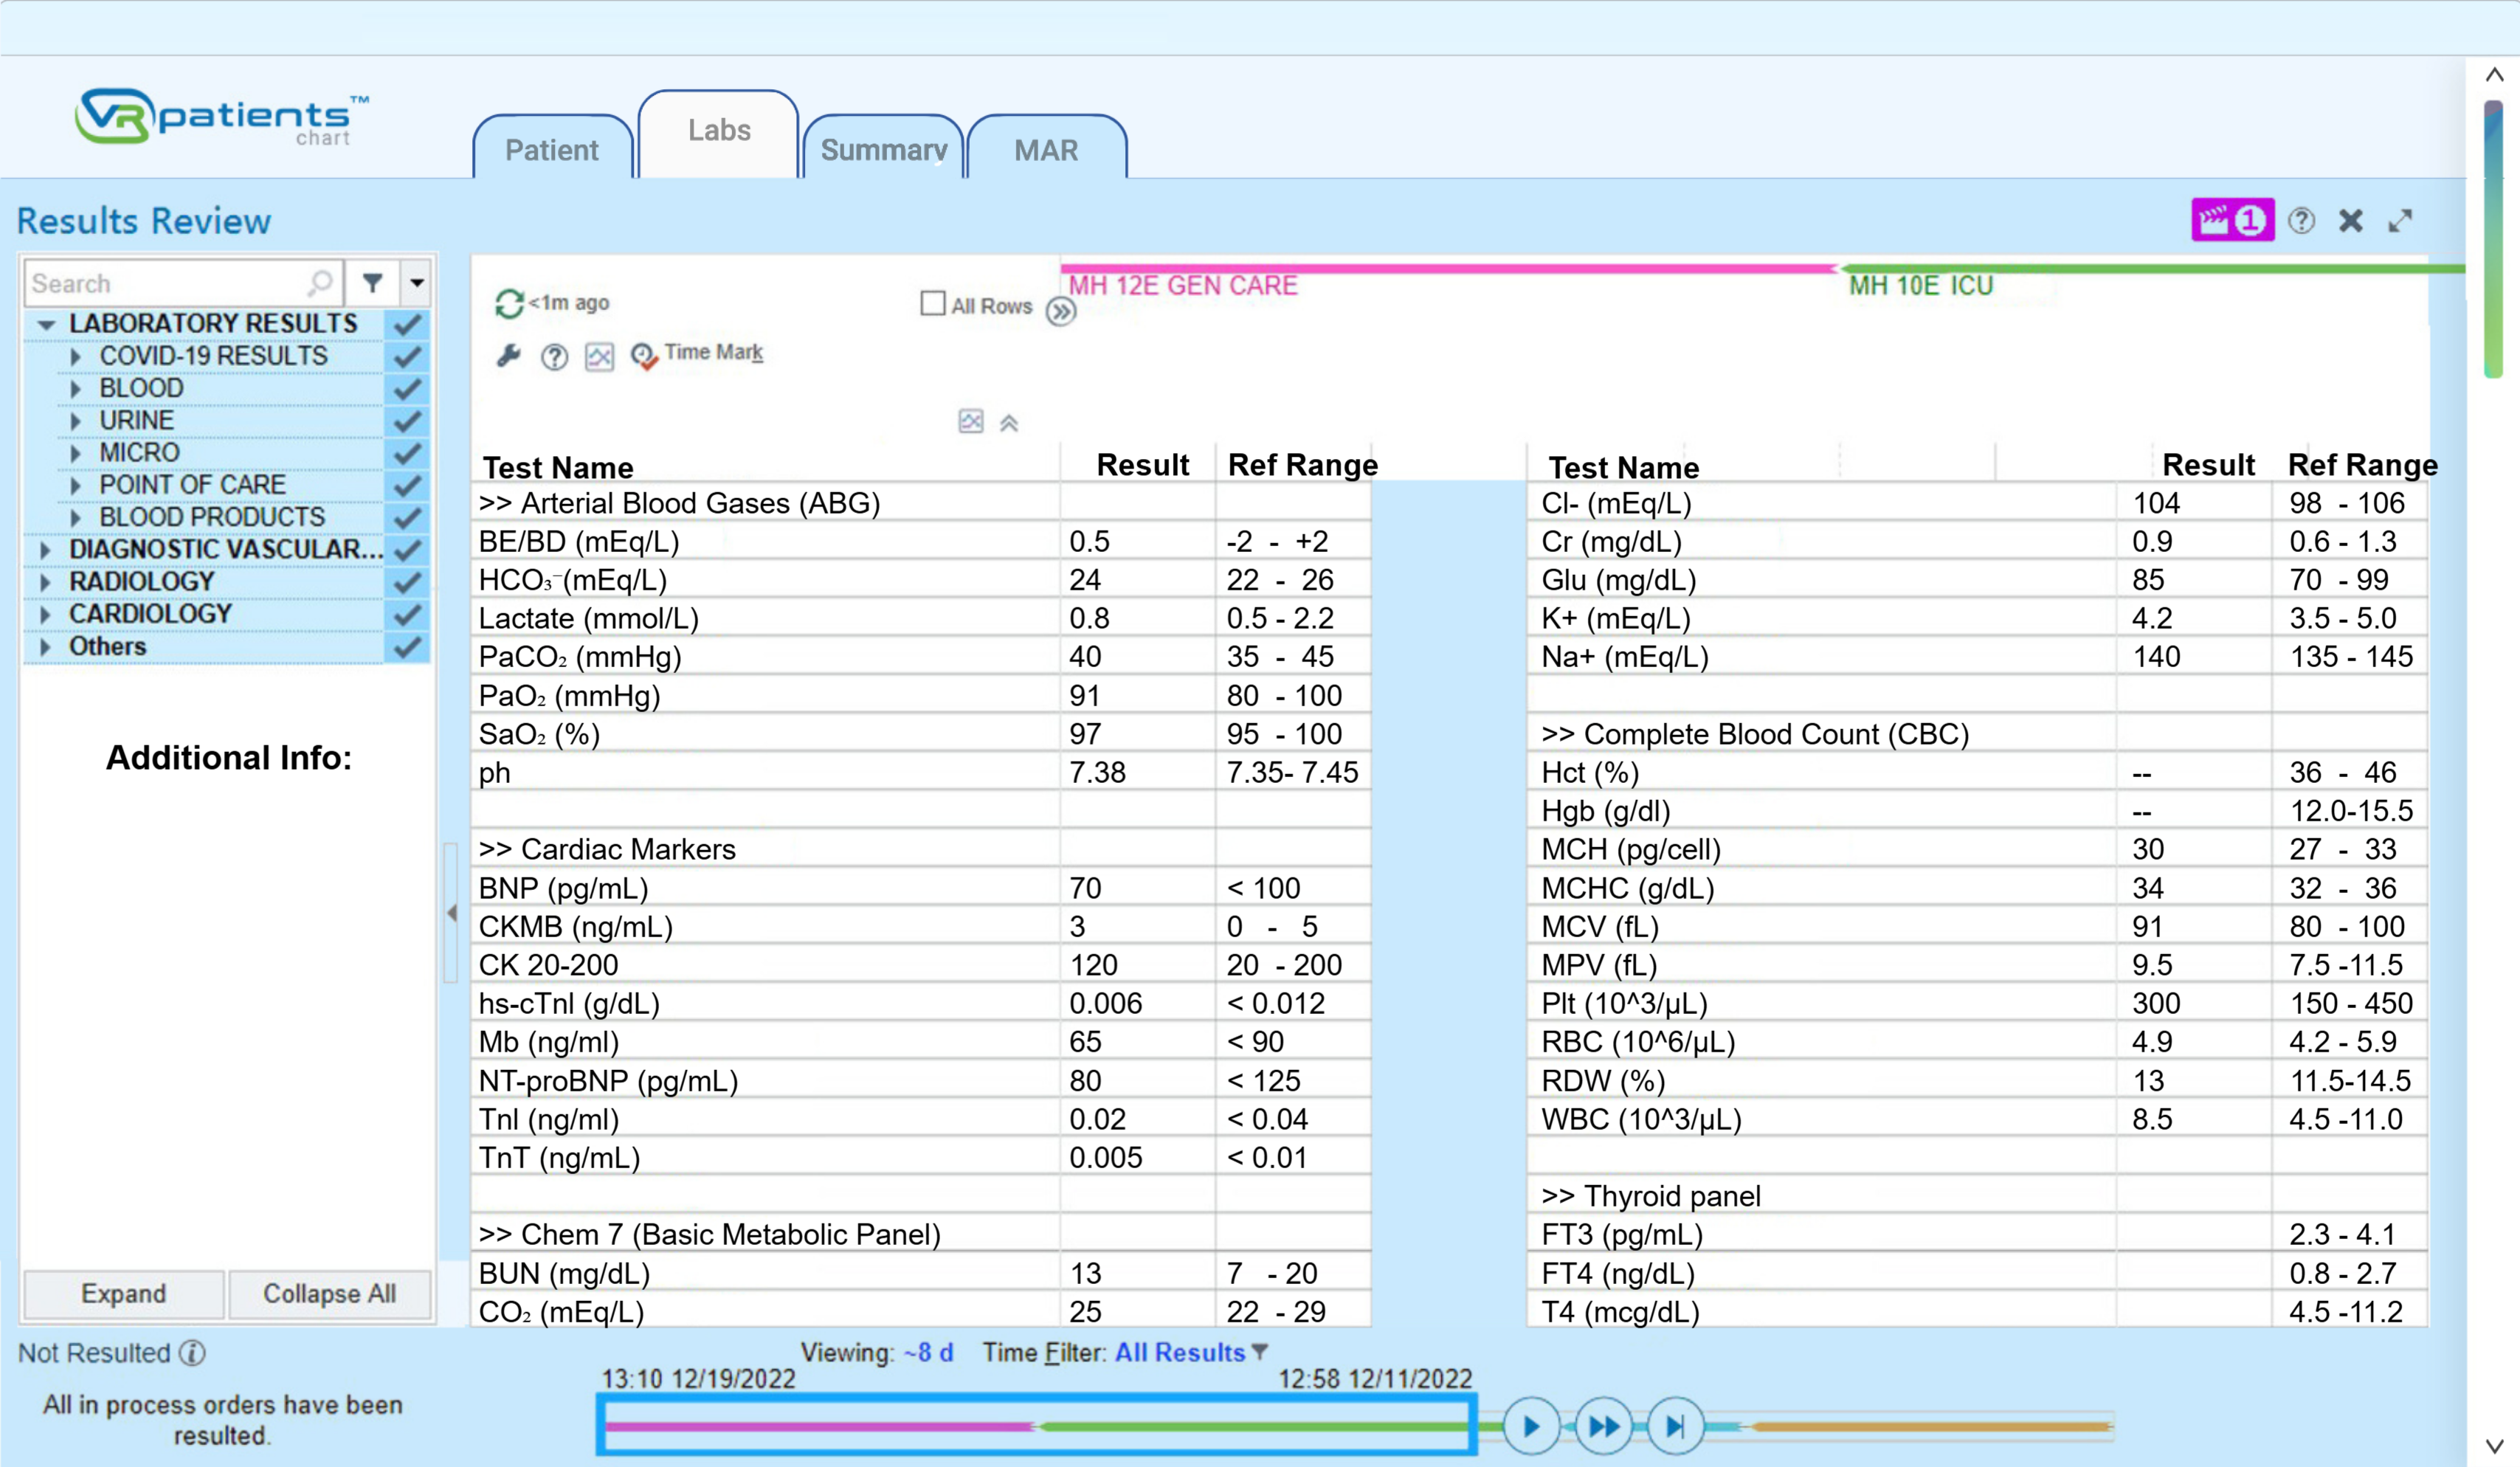 VRpatients™
chart
Patient
Labs
Summary
MAR
Results Review
1
Search
LABORATORY RESULTS
COVID-19 RESULTS
BLOOD
URINE
MICRO
POINT OF CARE
BLOOD PRODUCTS
DIAGNOSTIC VASCULAR...
RADIOLOGY
CARDIOLOGY
Others
Additional Info:
Expand
Collapse All
<1m ago
All Rows
MH 12E GEN CARE
MH 10E ICU
Time Mark
Test Name Result Ref Range
>> Arterial Blood Gases (ABG)
BE/BD (mEq/L) 0.5 -2 - +2
HCO₃⁻(mEq/L) 24 22 - 26
Lactate (mmol/L) 0.8 0.5 - 2.2
PaCO₂ (mmHg) 40 35 - 45
PaO₂ (mmHg) 91 80 - 100
SaO₂ (%) 97 95 - 100
ph 7.38 7.35- 7.45
>> Cardiac Markers
BNP (pg/mL) 70 < 100
CKMB (ng/mL) 3 0 - 5
CK 20-200 120 20 - 200
hs-cTnl (g/dL) 0.006 < 0.012
Mb (ng/ml) 65 < 90
NT-proBNP (pg/mL) 80 < 125
Tnl (ng/ml) 0.02 < 0.04
TnT (ng/mL) 0.005 < 0.01
>> Chem 7 (Basic Metabolic Panel)
BUN (mg/dL) 13 7 - 20
CO₂ (mEq/L) 25 22 - 29
Test Name Result Ref Range
Cl- (mEq/L) 104 98 - 106
Cr (mg/dL) 0.9 0.6 - 1.3
Glu (mg/dL) 85 70 - 99
K+ (mEq/L) 4.2 3.5 - 5.0
Na+ (mEq/L) 140 135 - 145
>> Complete Blood Count (CBC)
Hct (%) -- 36 - 46
Hgb (g/dl) -- 12.0-15.5
MCH (pg/cell) 30 27 - 33
MCHC (g/dL) 34 32 - 36
MCV (fL) 91 80 - 100
MPV (fL) 9.5 7.5 -11.5
Plt (10^3/µL) 300 150 - 450
RBC (10^6/µL) 4.9 4.2 - 5.9
RDW (%) 13 11.5-14.5
WBC (10^3/µL) 8.5 4.5 -11.0
>> Thyroid panel
FT3 (pg/mL) 2.3 - 4.1
FT4 (ng/dL) 0.8 - 2.7
T4 (mcg/dL) 4.5 -11.2
Not Resulted
All in process orders have been
resulted.
Viewing: ~8 d Time Filter: All Results
13:10 12/19/2022 12:58 12/11/2022